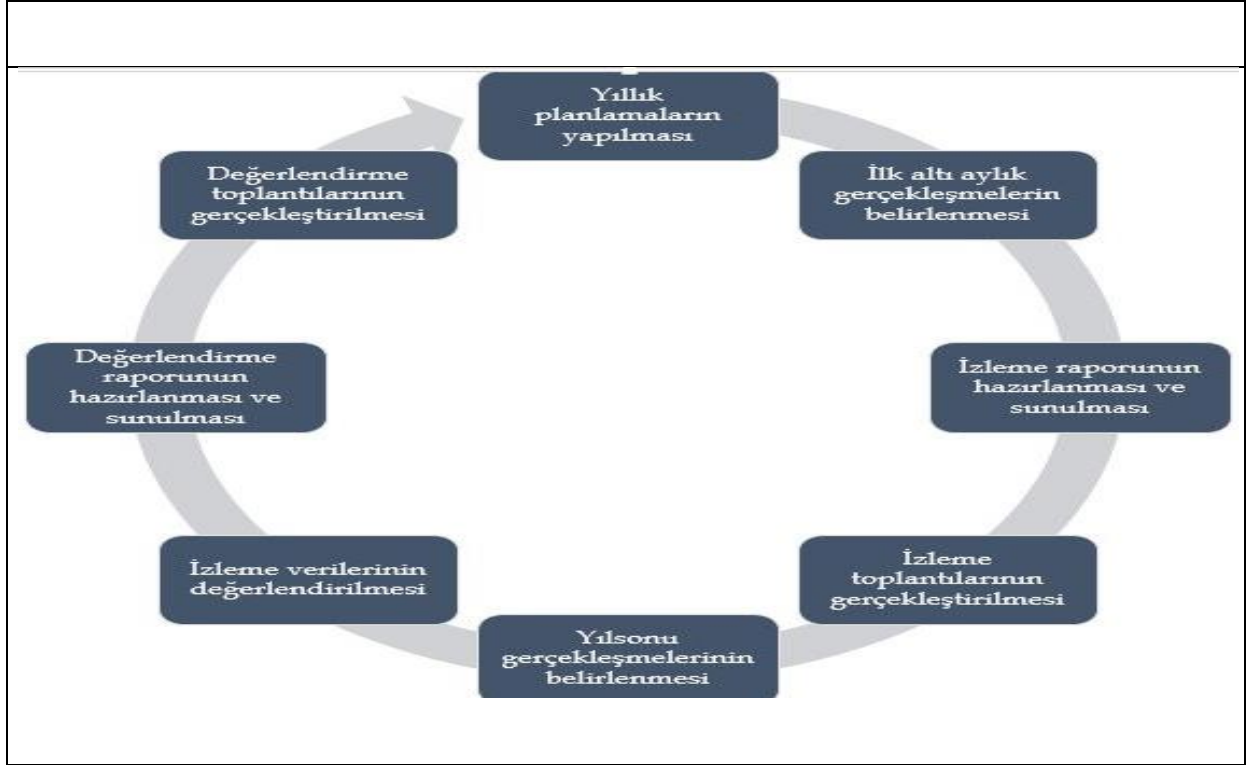 Yıllık
planlamaların
yapılması
İlk altı aylık
gerçekleşmelerin
belirlenmesi
İzleme raporunun
hazırlanması ve
sunulması
İzleme
toplantılarının
gerçekleştirilmesi
Yılsonu
gerçekleşmelerinin
belirlenmesi
İzleme verilerinin
değerlendirilmesi
Değerlendirme
raporunun
hazırlanması ve
sunulması
Değerlendirme
toplantılarının
gerçekleştirilmesi